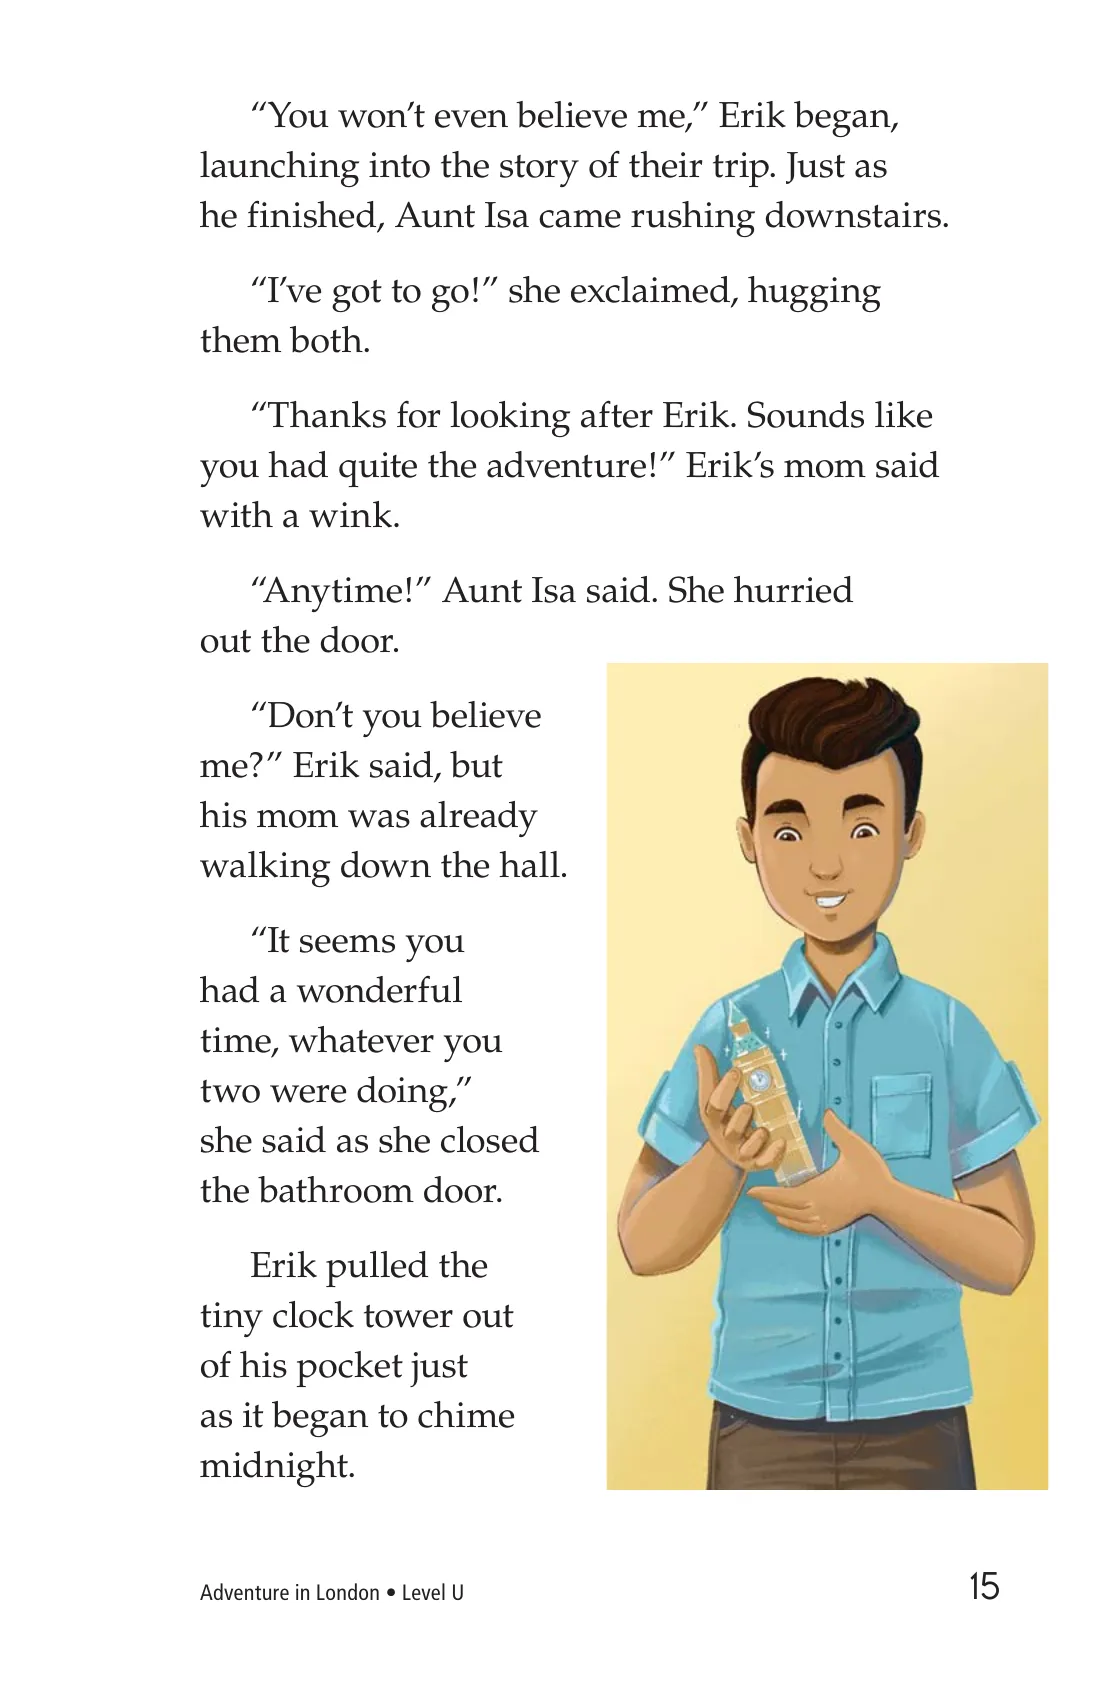 “You won’t even believe me,” Erik began,
launching into the story of their trip. Just as
he finished, Aunt Isa came rushing downstairs.
“I’ve got to go!” she exclaimed, hugging
them both.
“Thanks for looking after Erik. Sounds like
you had quite the adventure!” Erik’s mom said
with a wink.
“Anytime!” Aunt Isa said. She hurried
out the door.
“Don’t you believe
me?” Erik said, but
his mom was already
walking down the hall.
“It seems you
had a wonderful
time, whatever you
two were doing,”
she said as she closed
the bathroom door.
Erik pulled the
tiny clock tower out
of his pocket just
as it began to chime
midnight.
Adventure in London • Level U
15